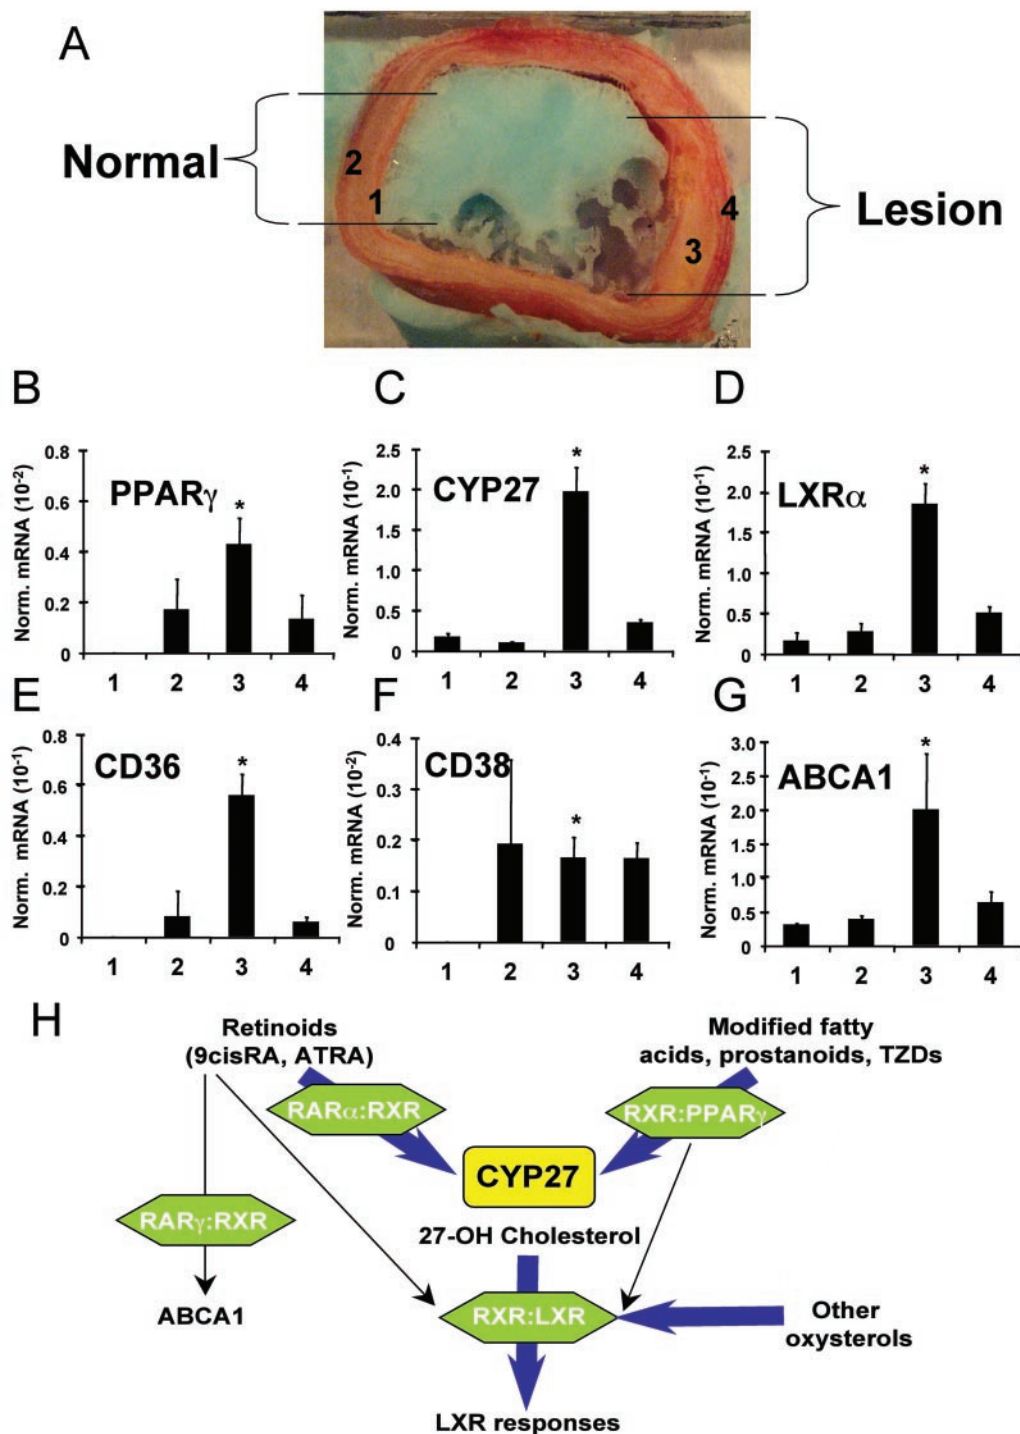 A
Normal
2
1
4
3
Lesion
B
Norm. mRNA (10-2)
0.8
0.6
0.4
0.2
0
PPARγ
*
1 2 3 4
C
Norm. mRNA (10-1)
2.5
2.0
1.5
1.0
0.5
0
CYP27
*
1 2 3 4
D
Norm. mRNA (10-1)
2.5
2.0
1.5
1.0
0.5
0
LXRα
*
1 2 3 4
E
Norm. mRNA (10-1)
0.8
0.6
0.4
0.2
0
CD36
*
1 2 3 4
F
Norm. mRNA (10-2)
0.4
0.3
0.2
0.1
0
CD38
*
1 2 3 4
G
Norm. mRNA (10-1)
3.0
2.5
2.0
1.5
1.0
0.5
0
ABCA1
*
1 2 3 4
H
Retinoids
(9cisRA, ATRA)
Modified fatty
acids, prostanoids, TZDs
RARα:RXR
RXR:PPARγ
CYP27
RARγ:RXR
27-OH Cholesterol
ABCA1
RXR:LXR
Other
oxysterols
LXR responses